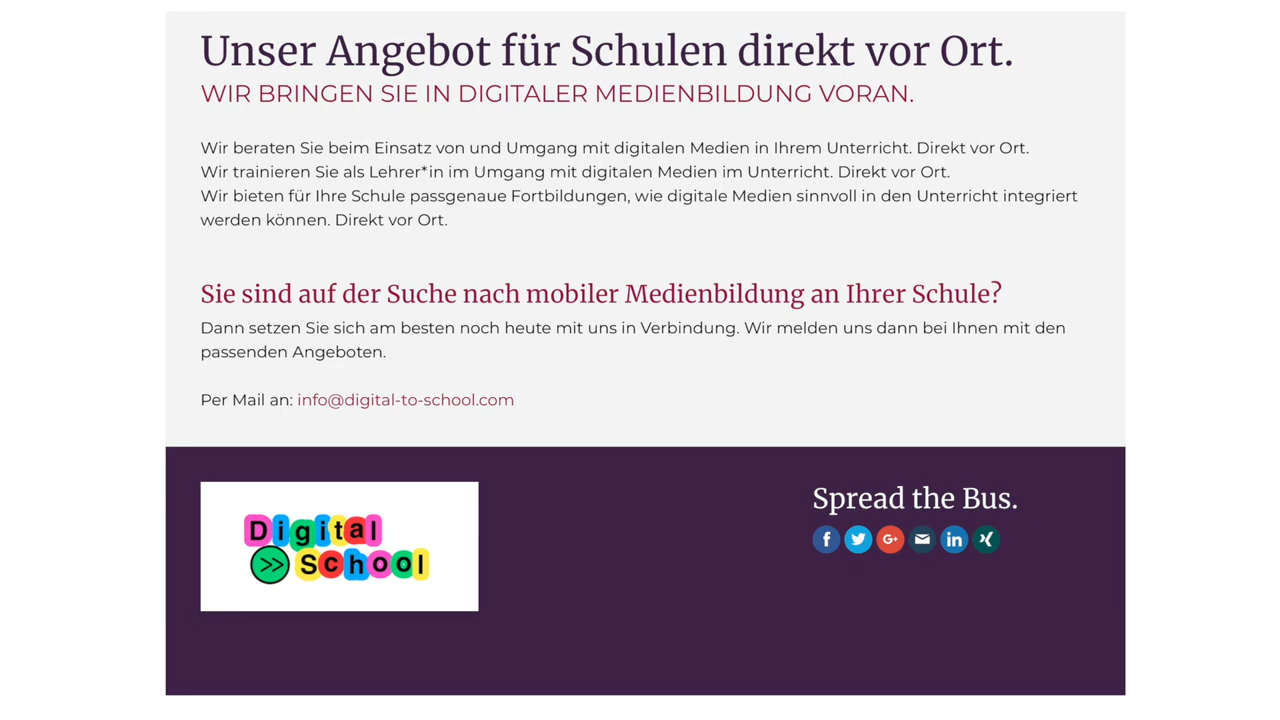 Unser Angebot für Schulen direkt vor Ort.
WIR BRINGEN SIE IN DIGITALER MEDIENBILDUNG VORAN.
Wir beraten Sie beim Einsatz von und Umgang mit digitalen Medien in Ihrem Unterricht. Direkt vor Ort.
Wir trainieren Sie als Lehrer*in im Umgang mit digitalen Medien im Unterricht. Direkt vor Ort.
Wir bieten für Ihre Schule passgenaue Fortbildungen, wie digitale Medien sinnvoll in den Unterricht integriert
werden können. Direkt vor Ort.
Sie sind auf der Suche nach mobiler Medienbildung an Ihrer Schule?
Dann setzen Sie sich am besten noch heute mit uns in Verbindung. Wir melden uns dann bei Ihnen mit den
passenden Angeboten.
Per Mail an: info@digital-to-school.com
Digital
>> School
Spread the Bus.